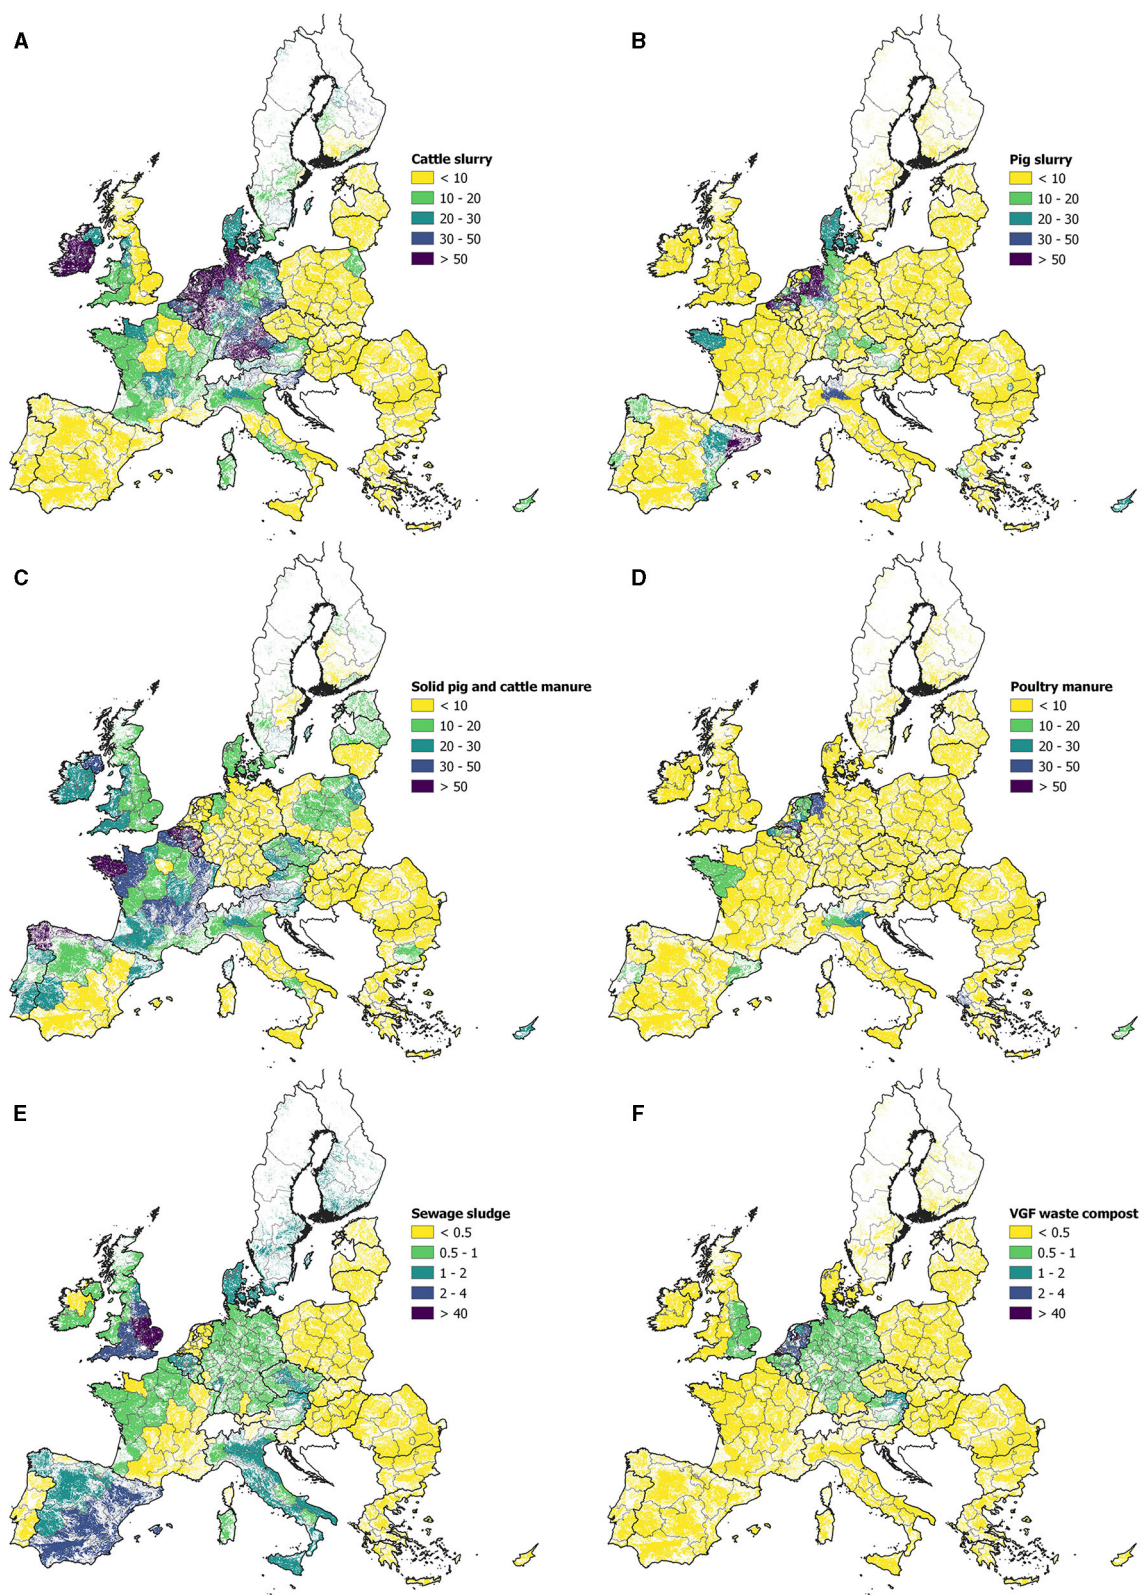 A
Cattle slurry
< 10
10 - 20
20 - 30
30 - 50
> 50
B
Pig slurry
< 10
10 - 20
20 - 30
30 - 50
> 50
C
Solid pig and cattle manure
< 10
10 - 20
20 - 30
30 - 50
> 50
D
Poultry manure
< 10
10 - 20
20 - 30
30 - 50
> 50
E
Sewage sludge
< 0.5
0.5 - 1
1 - 2
2 - 4
> 40
F
VGF waste compost
< 0.5
0.5 - 1
1 - 2
2 - 4
> 40